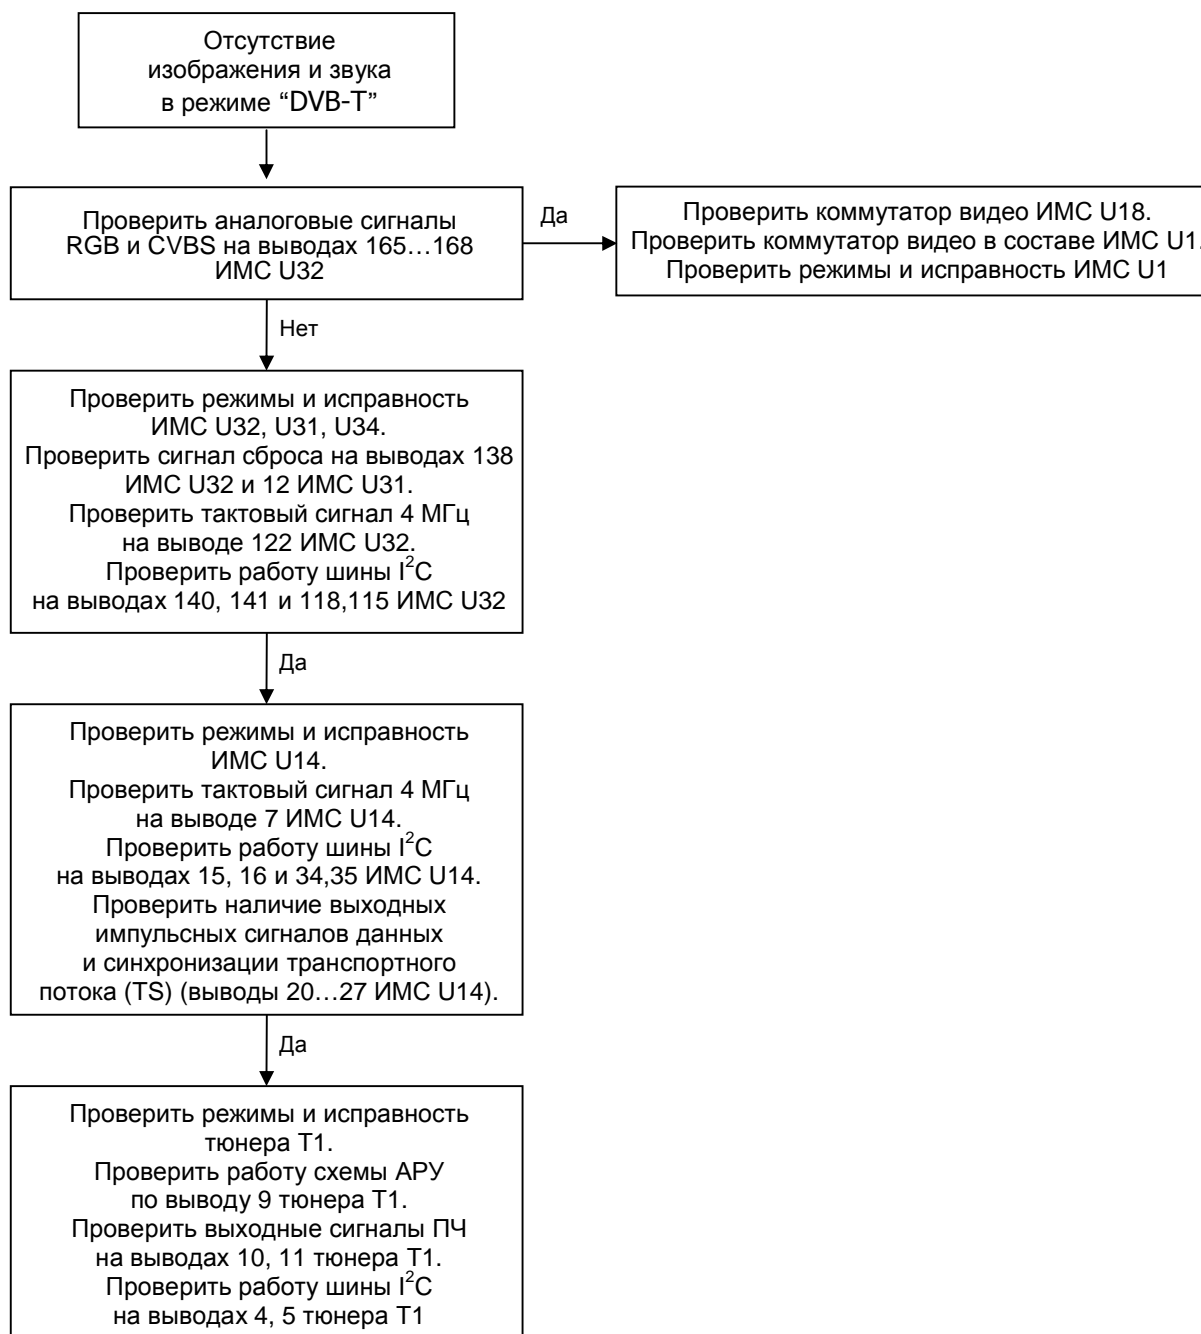 Отсутствие
изображения и звука
в режиме “DVB-T”
Проверить аналоговые сигналы
RGB и CVBS на выводах 165…168
ИМС U32
Да
Проверить коммутатор видео ИМС U18.
Проверить коммутатор видео в составе ИМС U1.
Проверить режимы и исправность ИМС U1
Нет
Проверить режимы и исправность
ИМС U32, U31, U34.
Проверить сигнал сброса на выводах 138
ИМС U32 и 12 ИМС U31.
Проверить тактовый сигнал 4 МГц
на выводе 122 ИМС U32.
Проверить работу шины I²C
на выводах 140, 141 и 118,115 ИМС U32
Да
Проверить режимы и исправность
ИМС U14.
Проверить тактовый сигнал 4 МГц
на выводе 7 ИМС U14.
Проверить работу шины I²C
на выводах 15, 16 и 34,35 ИМС U14.
Проверить наличие выходных
импульсных сигналов данных
и синхронизации транспортного
потока (TS) (выводы 20…27 ИМС U14).
Да
Проверить режимы и исправность
тюнера T1.
Проверить работу схемы АРУ
по выводу 9 тюнера T1.
Проверить выходные сигналы ПЧ
на выводах 10, 11 тюнера T1.
Проверить работу шины I²C
на выводах 4, 5 тюнера T1